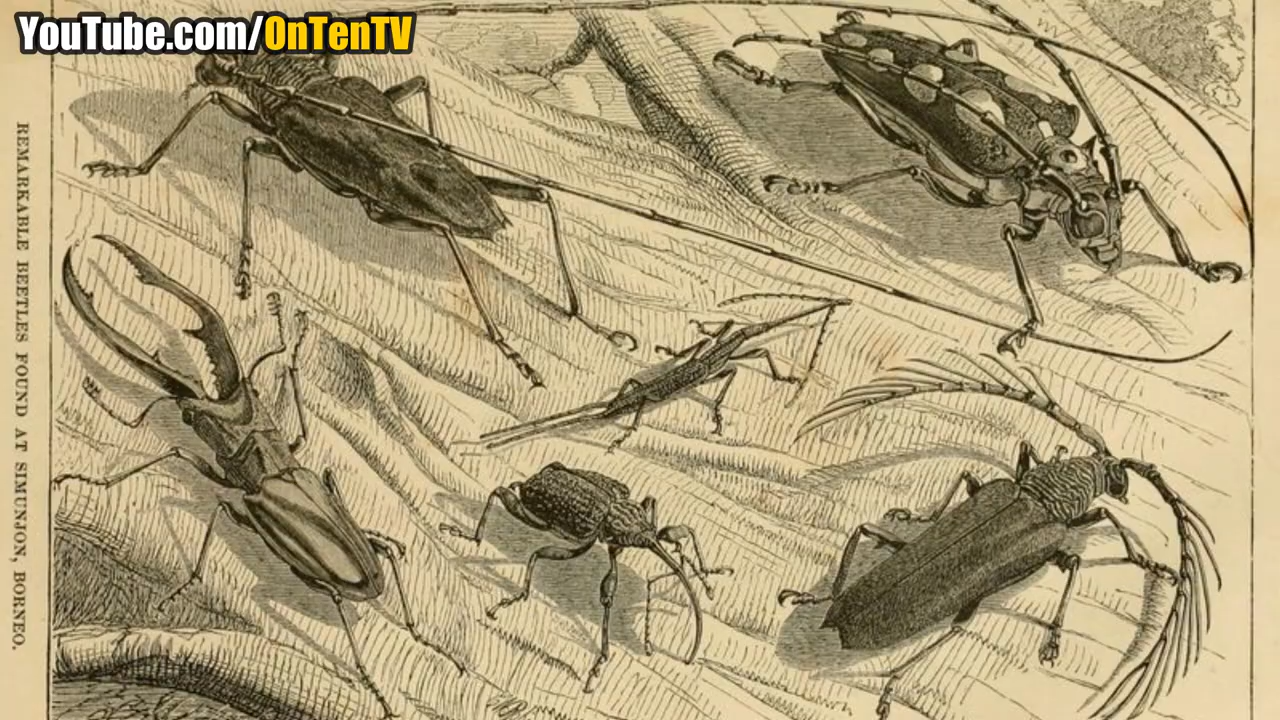 YouTube.com/OnTenTV
REMARKABLE BEETLES FOUND AT SIMUNJON, BORNEO.